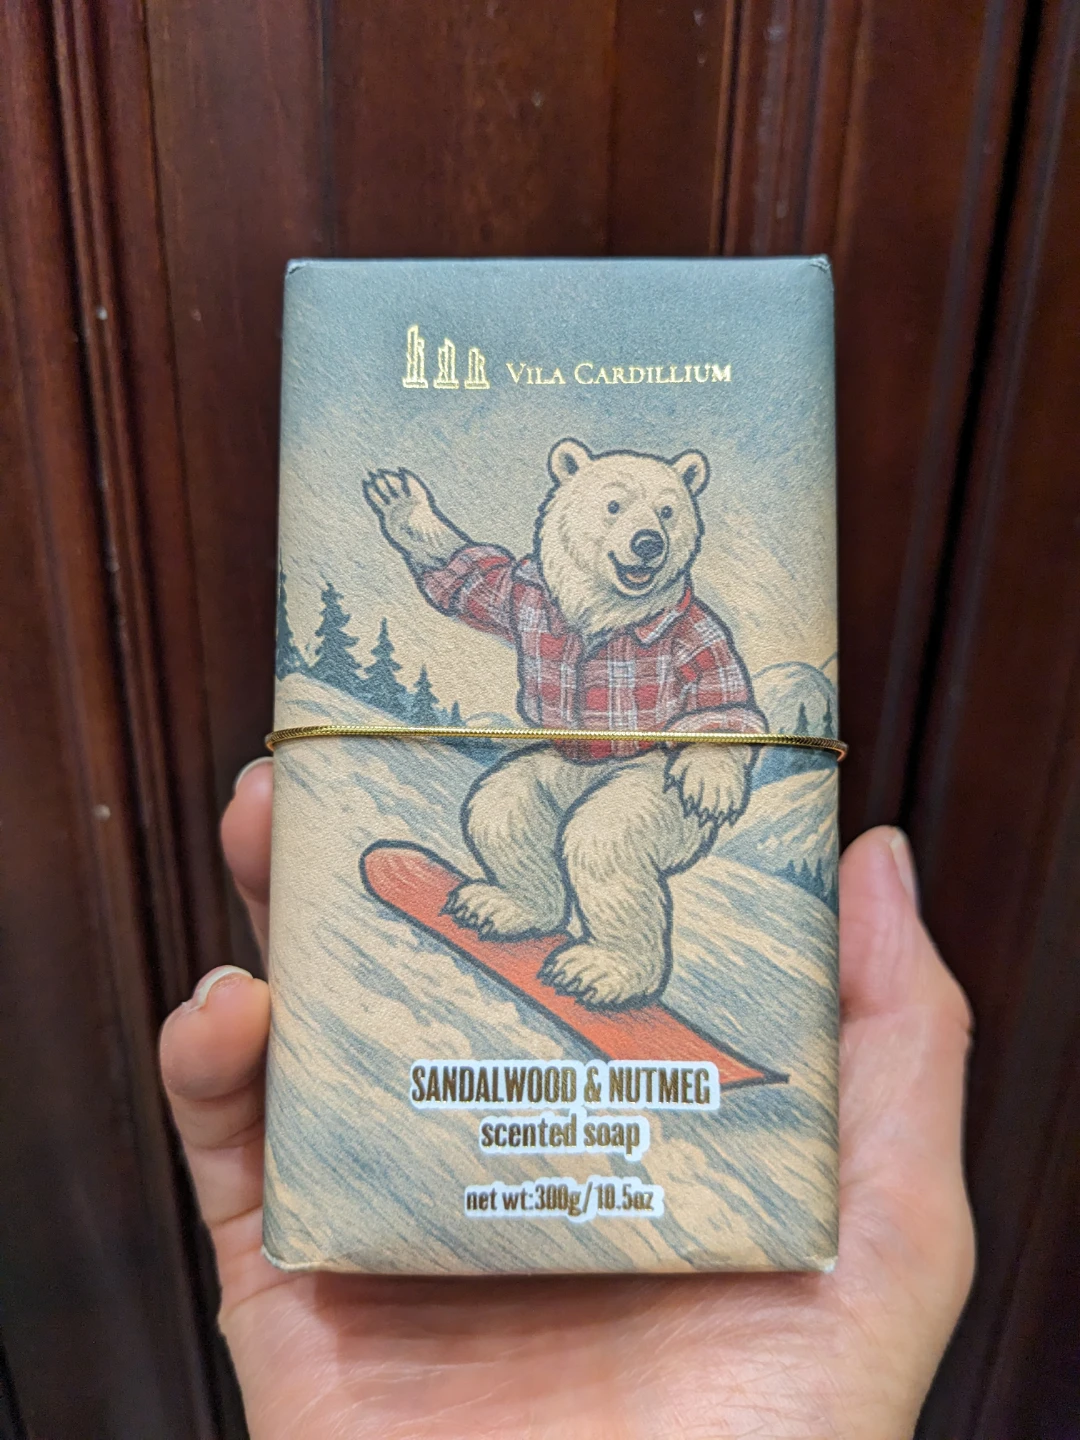 VILA CARDILLIUM
SANDALWOOD & NUTMEG
scented soap
net wt:300g/10.5oz